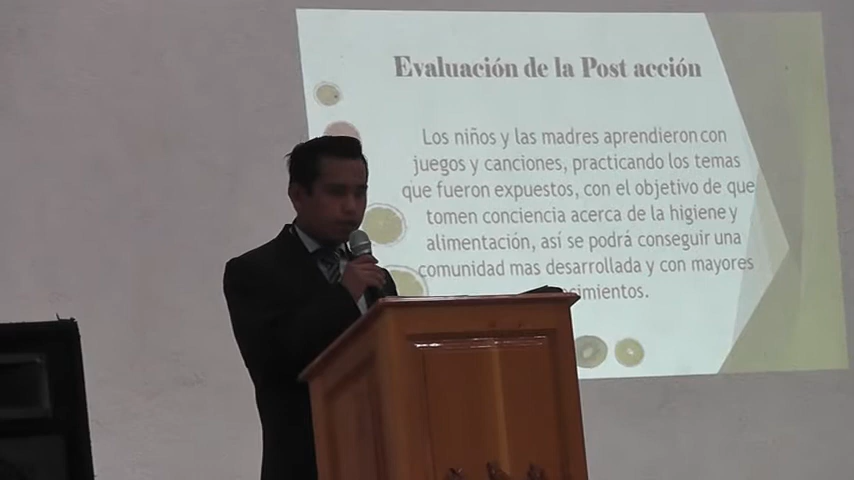 Evaluación de la Post acción
Los niños y las madres aprendieron con
juegos y canciones, practicando los temas
que fueron expuestos, con el objetivo de que
tomen conciencia acerca de la higiene y
alimentación, así se podrá conseguir una
comunidad mas desarrollada y con mayores